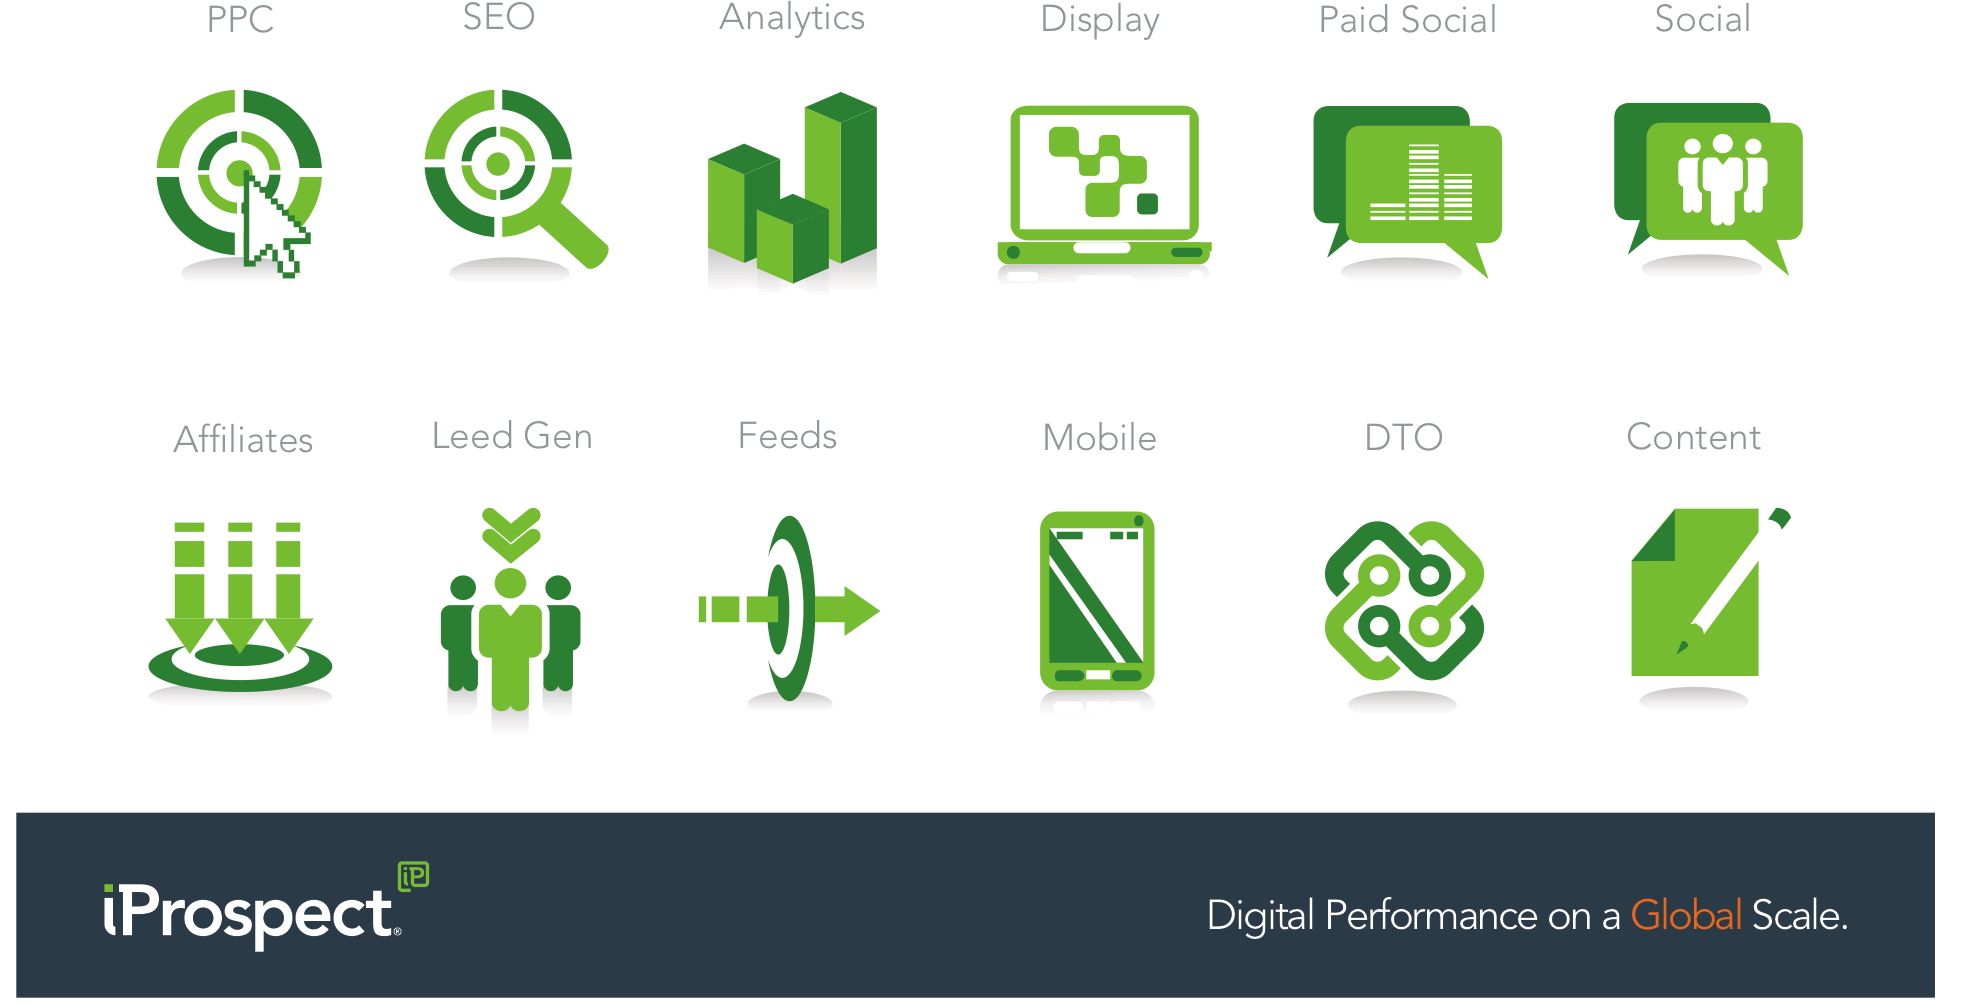 PPC SEO Analytics Display Paid Social Social
Affiliates Leed Gen Feeds Mobile DTO Content
iP
iProspect®
Digital Performance on a Global Scale.